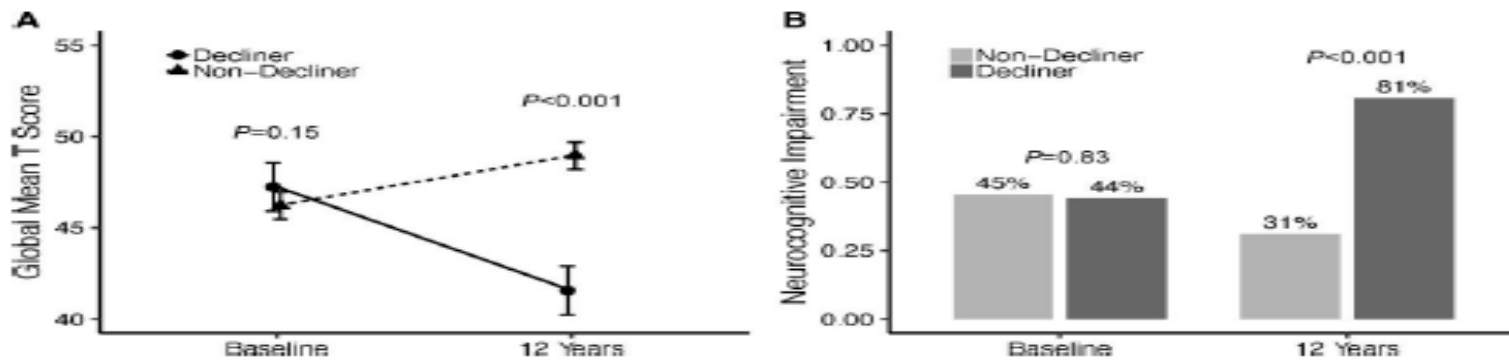 A
Global Mean T Score
55
50
45
40
Decliner
Non-Decliner
P=0.15
P<0.001
Baseline
12 Years
B
Neurocognitive Impairment
1.00
0.75
0.50
0.25
0.00
Non-Decliner
Decliner
P=0.83
45%
44%
P<0.001
31%
81%
Baseline
12 Years